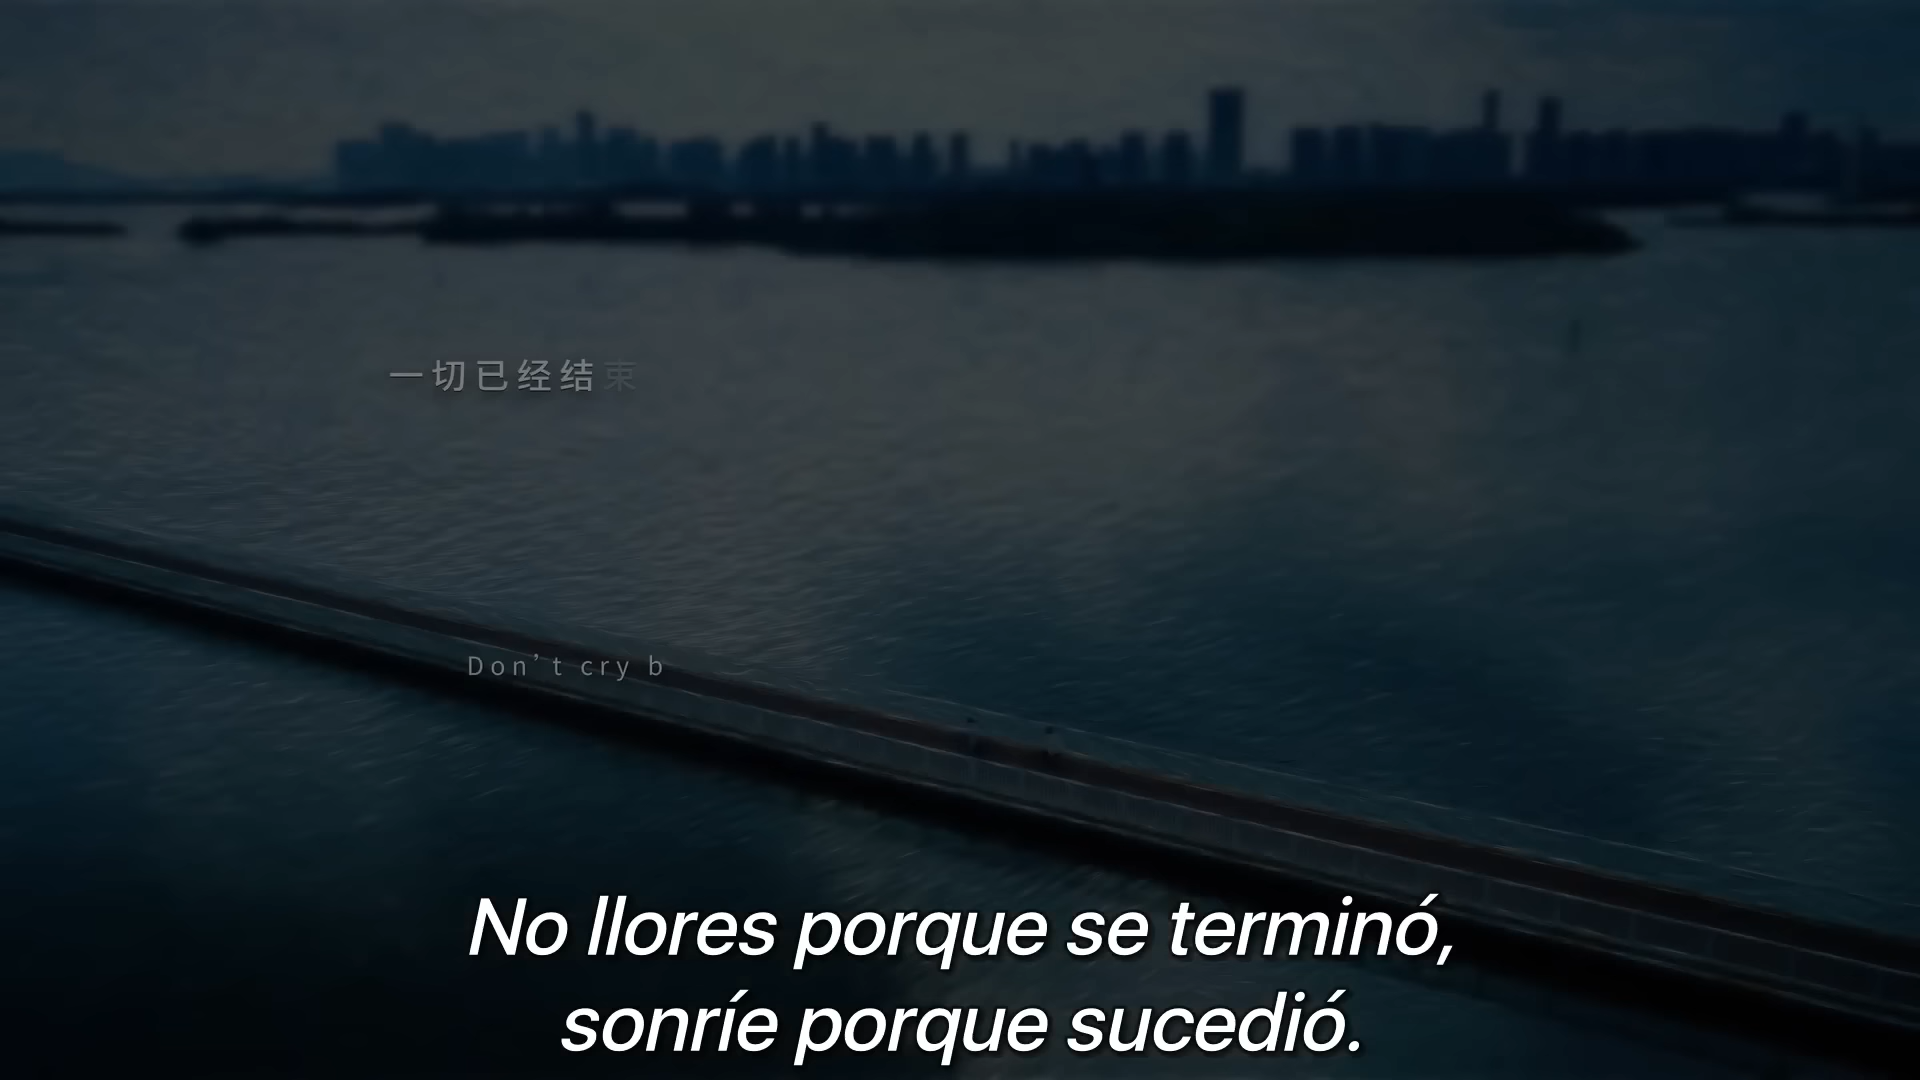 一切已经结束
Don’t cry b
No llores porque se terminó,
sonríe porque sucedió.